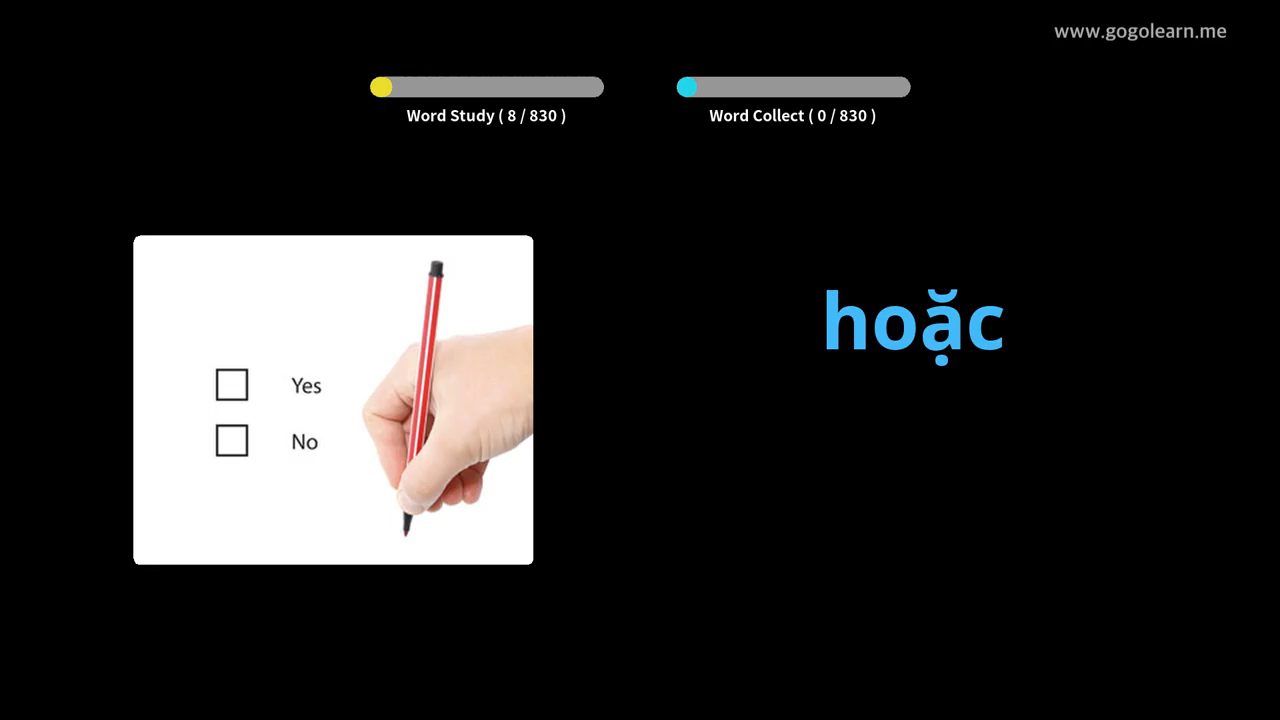 www.gogolearn.me
Word Study ( 8 / 830 )
Word Collect ( 0 / 830 )
hoặc
Yes
No